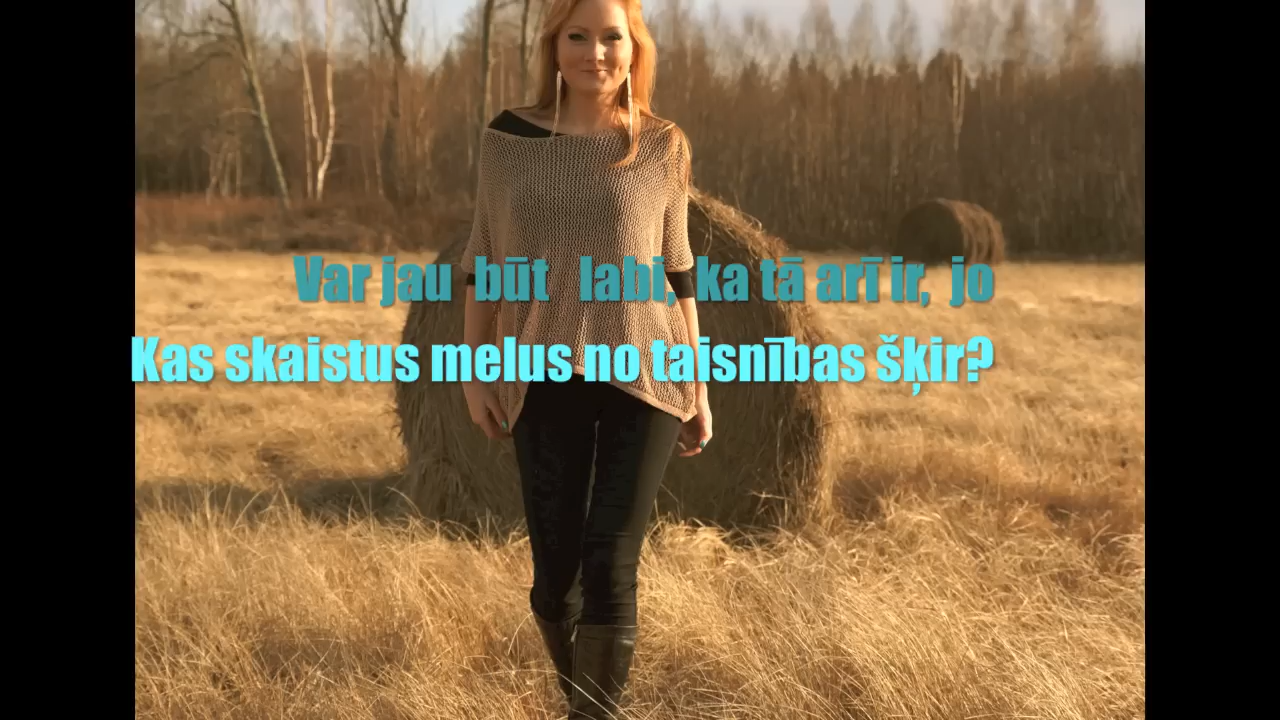 Var jau būt labi, ka tā arī ir, jo
Kas skaistus melus no taisnības šķir?